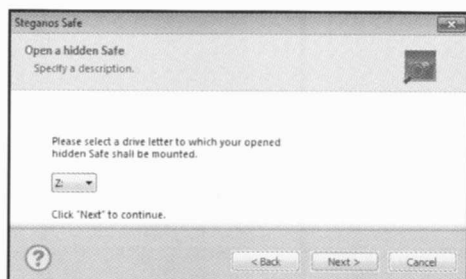 Steganos Safe
Open a hidden Safe
Specify a description.
Please select a drive letter to which your opened
hidden Safe shall be mounted.
Z:
Click "Next" to continue.
?
< Back
Next >
Cancel